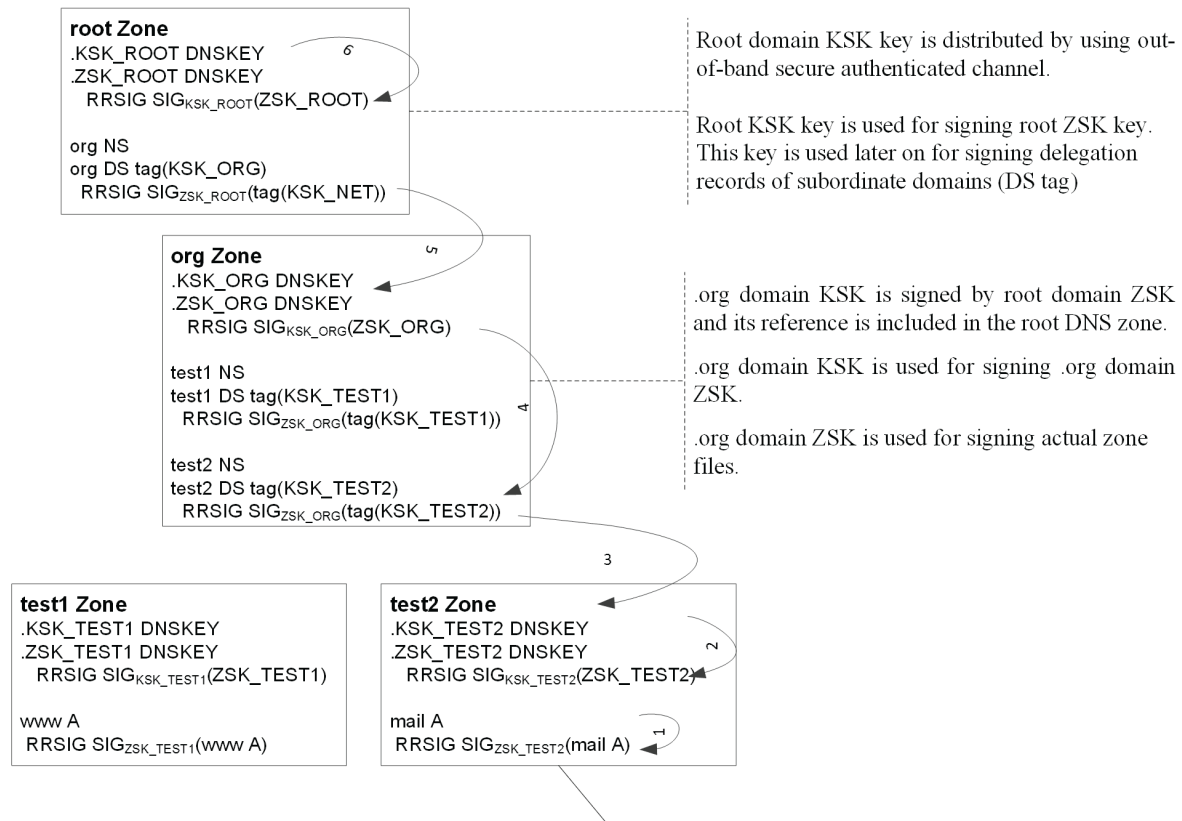 root Zone
.KSK_ROOT DNSKEY
.ZSK_ROOT DNSKEY
RRSIG SIGKSK_ROOT(ZSK_ROOT)
6
org NS
org DS tag(KSK_ORG)
RRSIG SIGZSK_ROOT(tag(KSK_NET))
Root domain KSK key is distributed by using out-
of-band secure authenticated channel.
Root KSK key is used for signing root ZSK key.
This key is used later on for signing delegation
records of subordinate domains (DS tag)
5
org Zone
.KSK_ORG DNSKEY
.ZSK_ORG DNSKEY
RRSIG SIGKSK_ORG(ZSK_ORG)
test1 NS
test1 DS tag(KSK_TEST1)
RRSIG SIGZSK_ORG(tag(KSK_TEST1))
4
test2 NS
test2 DS tag(KSK_TEST2)
RRSIG SIGZSK_ORG(tag(KSK_TEST2))
.org domain KSK is signed by root domain ZSK
and its reference is included in the root DNS zone.
.org domain KSK is used for signing .org domain
ZSK.
.org domain ZSK is used for signing actual zone
files.
3
test1 Zone
.KSK_TEST1 DNSKEY
.ZSK_TEST1 DNSKEY
RRSIG SIGKSK_TEST1(ZSK_TEST1)
www A
RRSIG SIGZSK_TEST1(www A)
test2 Zone
.KSK_TEST2 DNSKEY
.ZSK_TEST2 DNSKEY
RRSIG SIGKSK_TEST2(ZSK_TEST2)
2
mail A
RRSIG SIGZSK_TEST2(mail A)
1